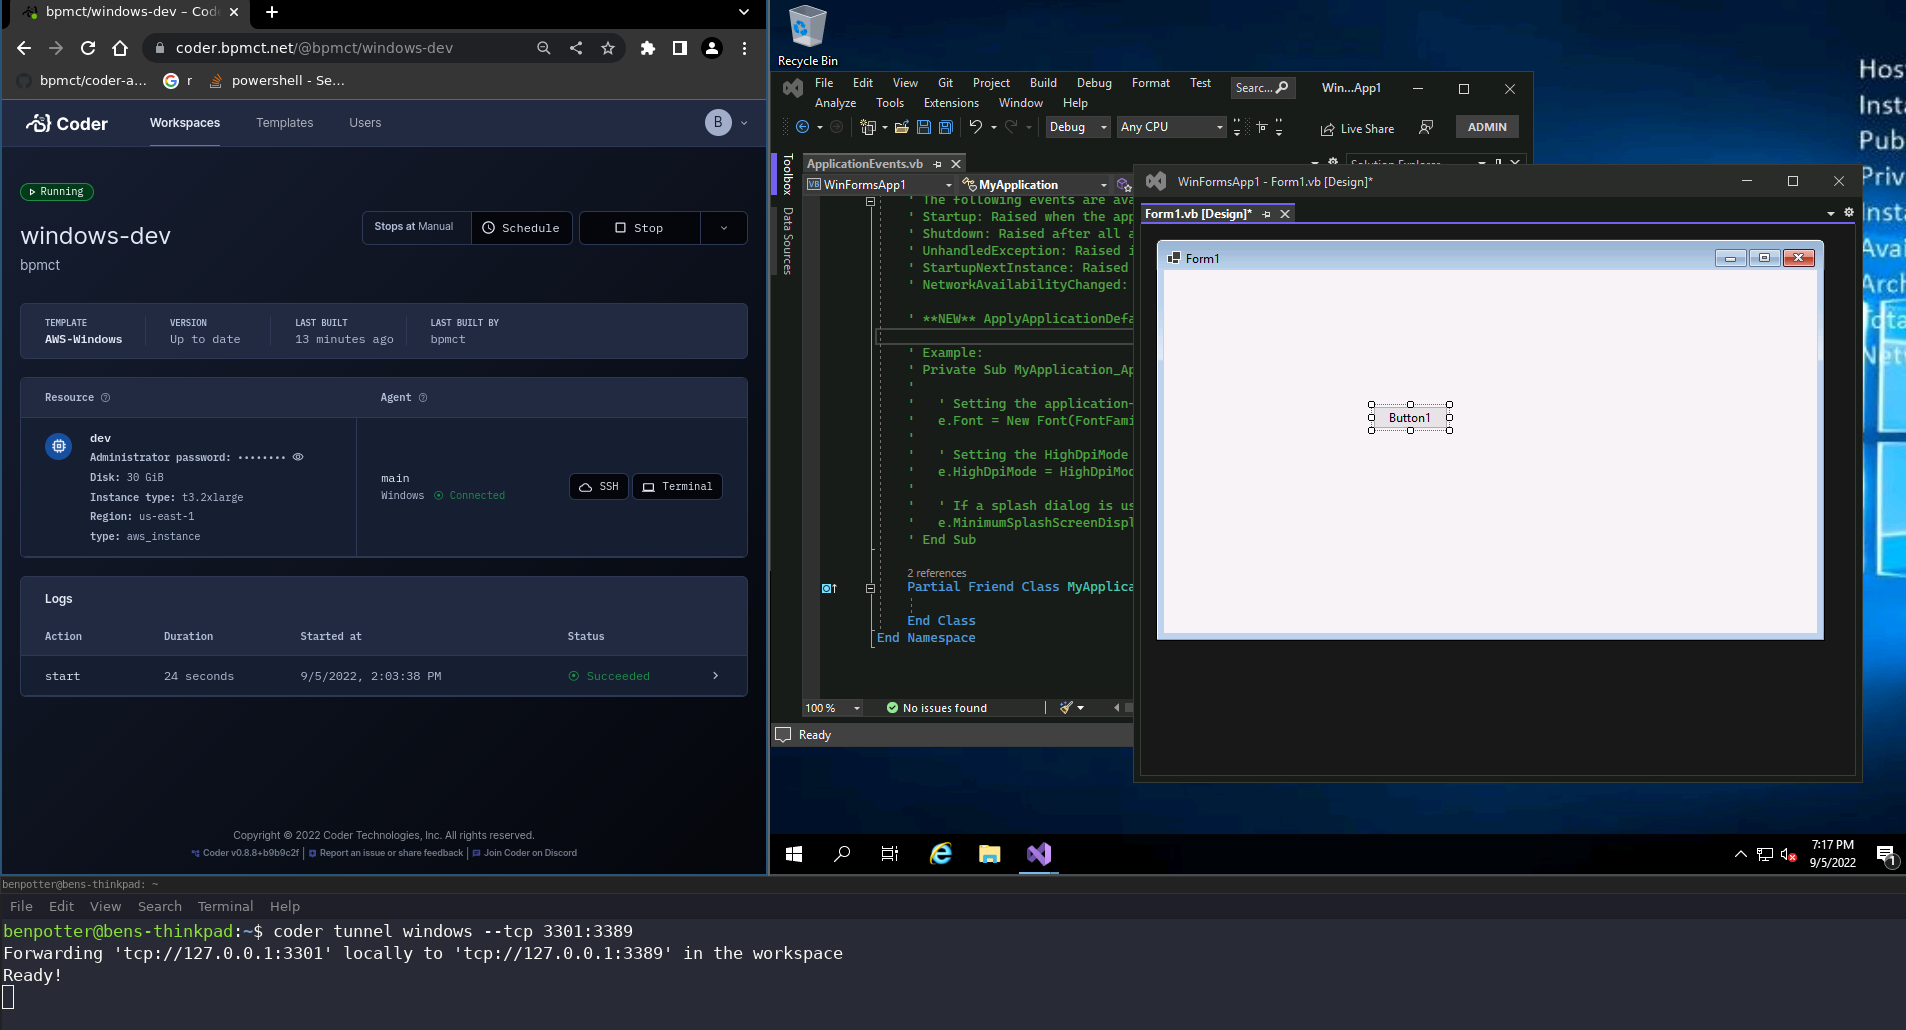 bpmct/windows-dev – Code
coder.bpmct.net/@bpmct/windows-dev
bpmct/coder-a...
r
powershell - Se...
Coder
Workspaces
Templates
Users
B
Running
windows-dev
bpmct
Stops at Manual
Schedule
Stop
TEMPLATE
VERSION
LAST BUILT
LAST BUILT BY
AWS-Windows
Up to date
13 minutes ago
bpmct
Resource
Agent
dev
Administrator password: ••••••••
Disk: 30 GiB
Instance type: t3.2xlarge
Region: us-east-1
type: aws_instance
main
Windows
Connected
SSH
Terminal
Logs
Action
Duration
Started at
Status
start
24 seconds
9/5/2022, 2:03:38 PM
Succeeded
Copyright © 2022 Coder Technologies, Inc. All rights reserved.
Coder v0.8.8+b9b9c2f
Report an issue or share feedback
Join Coder on Discord
Recycle Bin
File Edit View Git Project Build Debug Format Test
Searc...
Win...App1
Analyze Tools Extensions Window Help
Debug
Any CPU
Live Share
ADMIN
Toolbox
Data Sources
ApplicationEvents.vb
Solution Explorer
VB WinFormsApp1
MyApplication
' The following events are ava
' Startup: Raised when the app
' Shutdown: Raised after all a
' UnhandledException: Raised i
' StartupNextInstance: Raised
' NetworkAvailabilityChanged:
' **NEW** ApplyApplicationDefa
' Example:
' Private Sub MyApplication_Ap
'
' ' Setting the application-
' e.Font = New Font(FontFami
'
' ' Setting the HighDpiMode
' e.HighDpiMode = HighDpiMod
'
' ' If a splash dialog is us
' e.MinimumSplashScreenDispl
' End Sub
2 references
Partial Friend Class MyApplica
End Class
End Namespace
100 %
No issues found
Ready
WinFormsApp1 - Form1.vb [Design]*
Form1.vb [Design]*
Form1
Button1
Hos
Insta
Pub
Priv
Inst
Avai
Arch
Tota
Netw
7:17 PM
9/5/2022
1
benpotter@bens-thinkpad: ~
File Edit View Search Terminal Help
benpotter@bens-thinkpad:~$ coder tunnel windows --tcp 3301:3389
Forwarding 'tcp://127.0.0.1:3301' locally to 'tcp://127.0.0.1:3389' in the workspace
Ready!